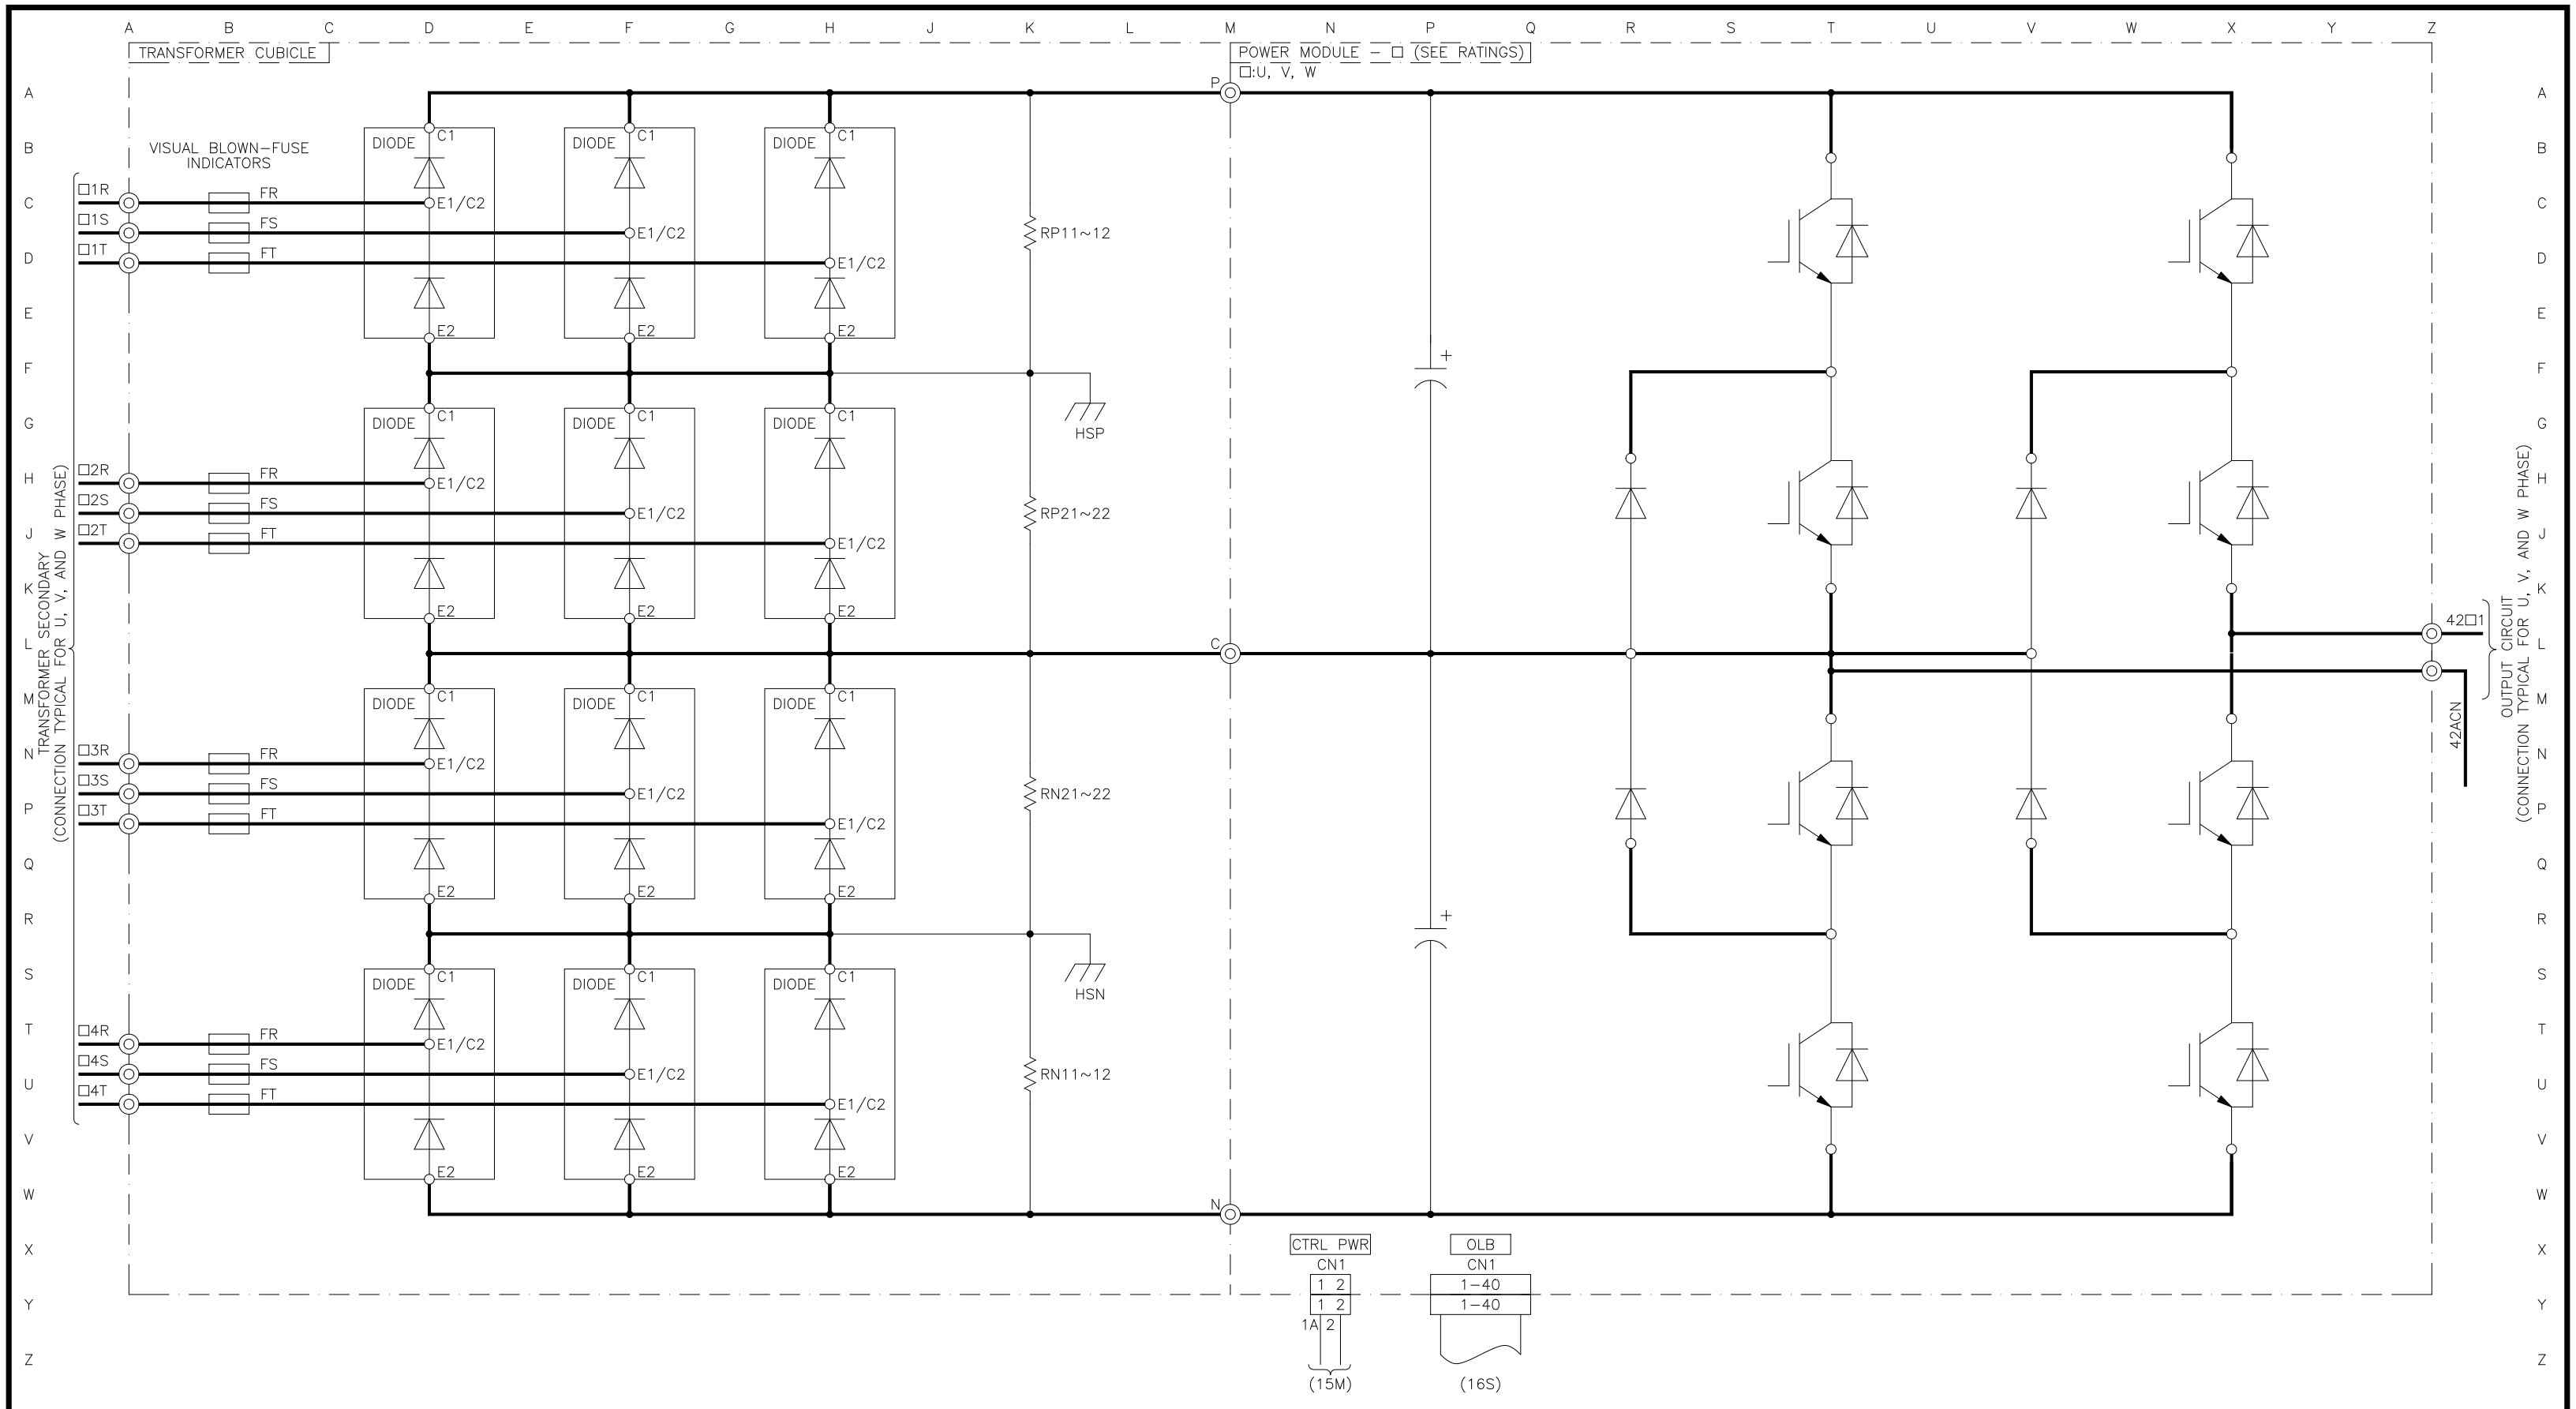 A B C D E F G H J K L M N P Q R S T U V W X Y Z
TRANSFORMER CUBICLE
POWER MODULE - □ (SEE RATINGS)
□:U, V, W
P
A A
B B
C C
D D
E E
F F
G G
H H
J J
K K
L L
M M
N N
P P
Q Q
R R
S S
T T
U U
V V
W W
X X
Y Y
Z Z
VISUAL BLOWN-FUSE
INDICATORS
TRANSFORMER SECONDARY
(CONNECTION TYPICAL FOR U, V, AND W PHASE)
DIODE C1 DIODE C1 DIODE C1
□1R FR E1/C2
□1S FS E1/C2
□1T FT E1/C2
RP11~12
E2 E2 E2
+
HSP
DIODE C1 DIODE C1 DIODE C1
□2R FR E1/C2
□2S FS E1/C2
□2T FT E1/C2
RP21~22
E2 E2 E2
C
42□1
42ACN
OUTPUT CIRCUIT
(CONNECTION TYPICAL FOR U, V, AND W PHASE)
DIODE C1 DIODE C1 DIODE C1
□3R FR E1/C2
□3S FS E1/C2
□3T FT E1/C2
RN21~22
E2 E2 E2
+
HSN
DIODE C1 DIODE C1 DIODE C1
□4R FR E1/C2
□4S FS E1/C2
□4T FT E1/C2
RN11~12
E2 E2 E2
N
CTRL PWR
CN1
1 2
1 2
1A 2
(15M)
OLB
CN1
1-40
1-40
(16S)